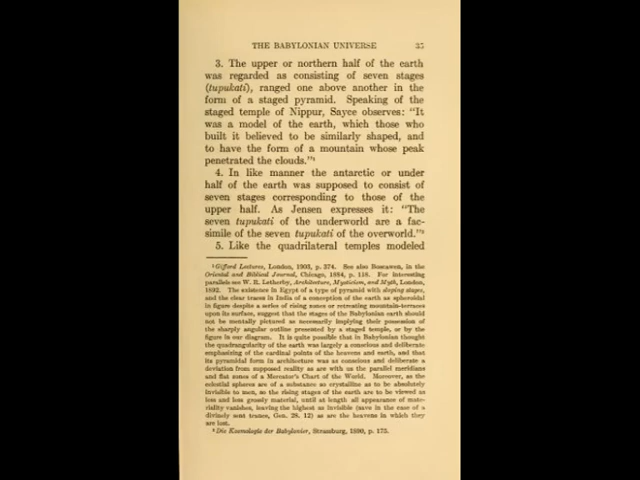 THE BABYLONIAN UNIVERSE 35
3. The upper or northern half of the earth
was regarded as consisting of seven stages
(tupukati), ranged one above another in the
form of a staged pyramid. Speaking of the
staged temple of Nippur, Sayce observes: "It
was a model of the earth, which those who
built it believed to be similarly shaped, and
to have the form of a mountain whose peak
penetrated the clouds."¹
4. In like manner the antarctic or under
half of the earth was supposed to consist of
seven stages corresponding to those of the
upper half. As Jensen expresses it: "The
seven tupukati of the underworld are a fac-
simile of the seven tupukati of the overworld."²
5. Like the quadrilateral temples modeled
¹ Gifford Lectures, London, 1903, p. 374. See also Boscawen, in the
Oriental and Biblical Journal, Chicago, 1884, p. 118. For interesting
parallels see W. R. Letherby, Architecture, Mysticism, and Myth, London,
1892. The existence in Egypt of a type of pyramid with sloping stages,
and the clear traces in India of a conception of the earth as spheroidal
in figure despite a series of rising zones or retreating mountain-terraces
upon its surface, suggest that the stages of the Babylonian earth should
not be mentally pictured as necessarily implying their possession of
the sharply angular outline presented by a staged temple, or by the
figure in our diagram. It is quite possible that in Babylonian thought
the quadrangularity of the earth was largely a conscious and deliberate
emphasizing of the cardinal points of the heavens and earth, and that
its pyramidal form in architecture was as conscious and deliberate a
deviation from supposed reality as are with us the parallel meridians
and flat zones of a Mercator's Chart of the World. Moreover, as the
celestial spheres are of a substance so crystalline as to be absolutely
invisible to men, so the rising stages of the earth are to be viewed as
less and less grossly material, until at length all appearance of mate-
riality vanishes, leaving the highest as invisible (save in the case of a
divinely sent trance, Gen. 28. 12) as are the heavens in which they
are lost.
² Die Kosmologie der Babylonier, Strassburg, 1890, p. 175.